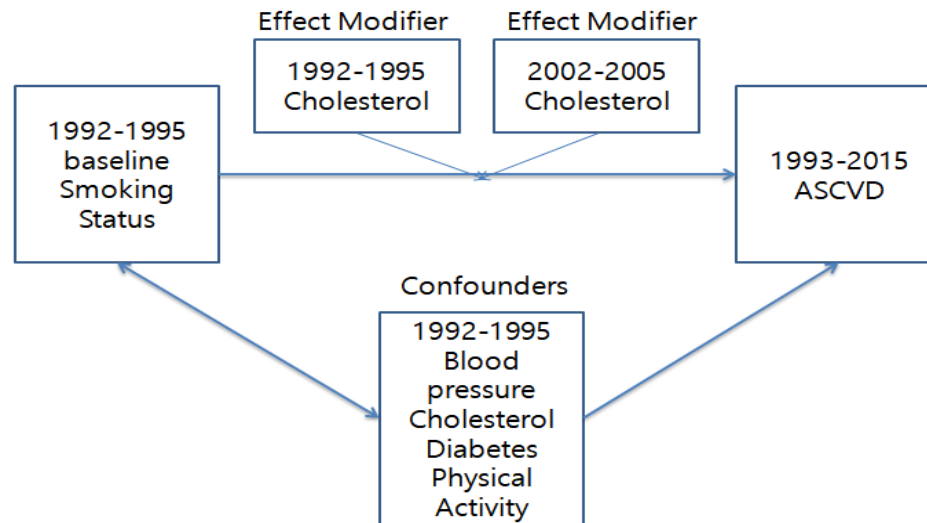 Effect Modifier
1992-1995
Cholesterol
Effect Modifier
2002-2005
Cholesterol
1992-1995
baseline
Smoking
Status
1993-2015
ASCVD
Confounders
1992-1995
Blood
pressure
Cholesterol
Diabetes
Physical
Activity